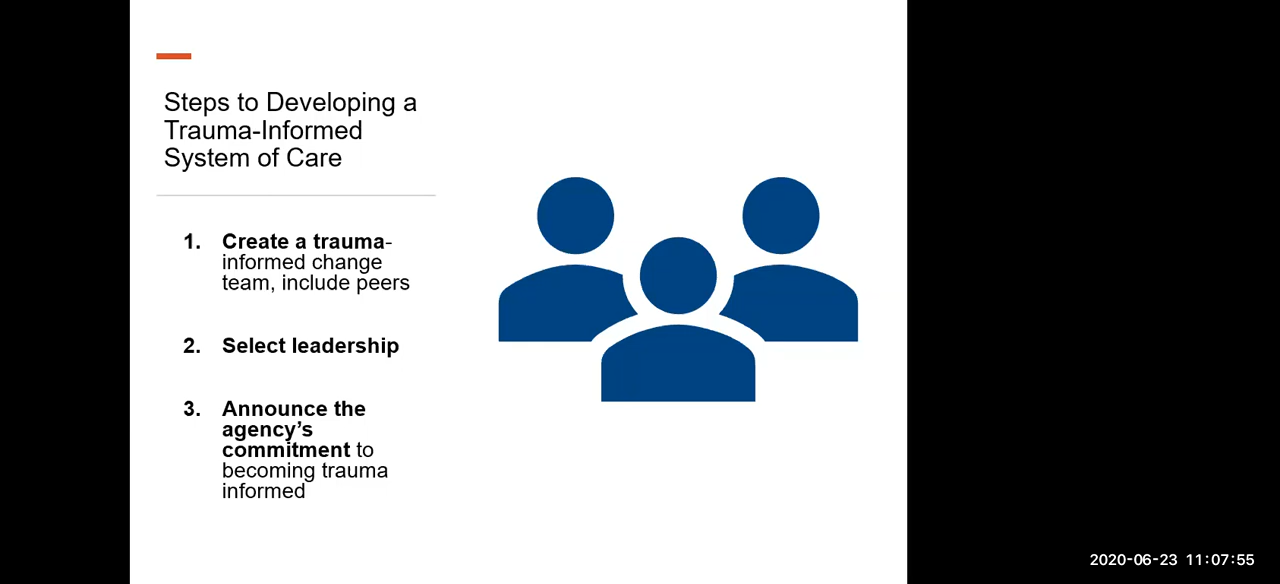 Steps to Developing a
Trauma-Informed
System of Care
1. Create a trauma-
informed change
team, include peers
2. Select leadership
3. Announce the
agency’s
commitment to
becoming trauma
informed
2020-06-23 11:07:55